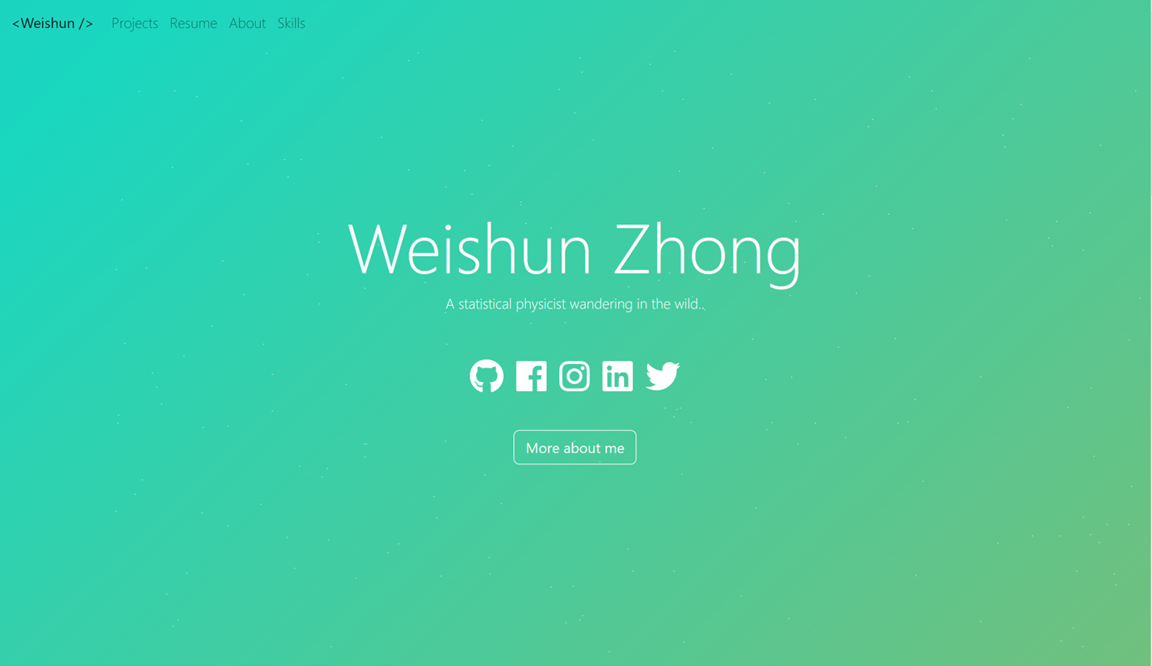 <Weishun /> Projects Resume About Skills
Weishun Zhong
A statistical physicist wandering in the wild..
More about me